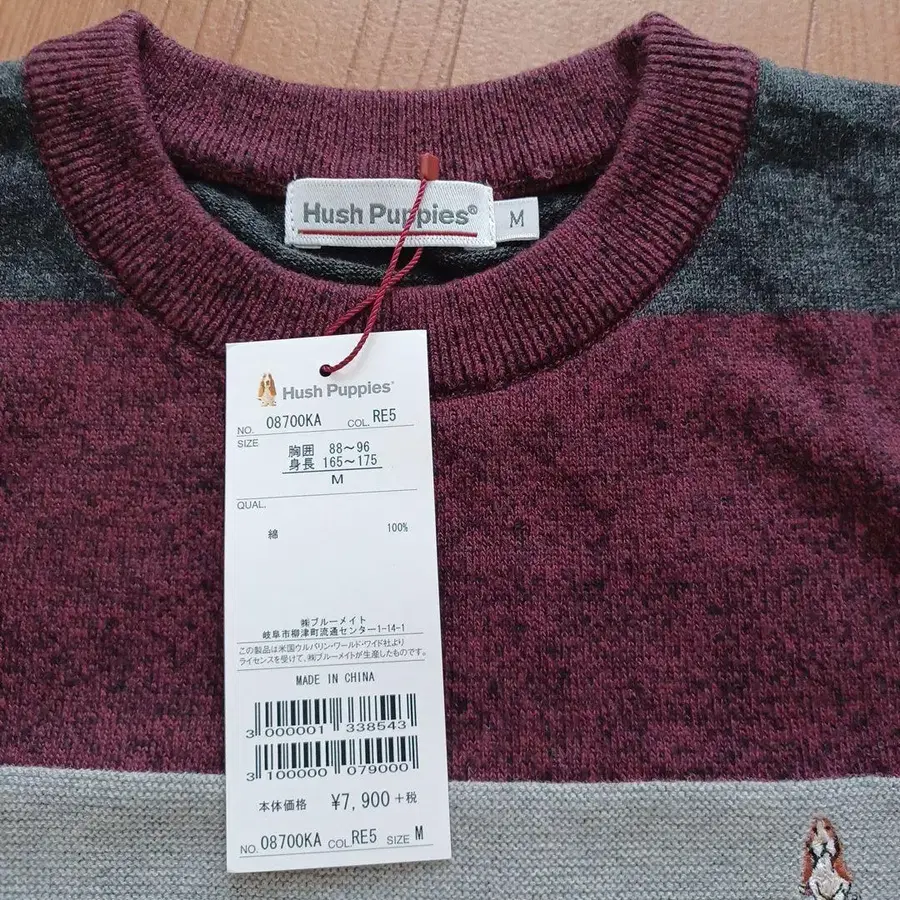 Hush Puppies®
M
Hush Puppies®
NO. 08700KA COL. RE5
SIZE
胸囲 88～96
身長 165～175
M
QUAL.
綿 100%
㈱ブルーメイト
岐阜市柳津町流通センター1-14-1
この製品は米国ウルバリン・ワールド・ワイド社より
ライセンスを受けて、㈱ブルーメイトが生産したものです。
MADE IN CHINA
3 000001 338543
3 100000 079000
本体価格 ¥7,900 +税
NO. 08700KA COL. RE5 SIZE M